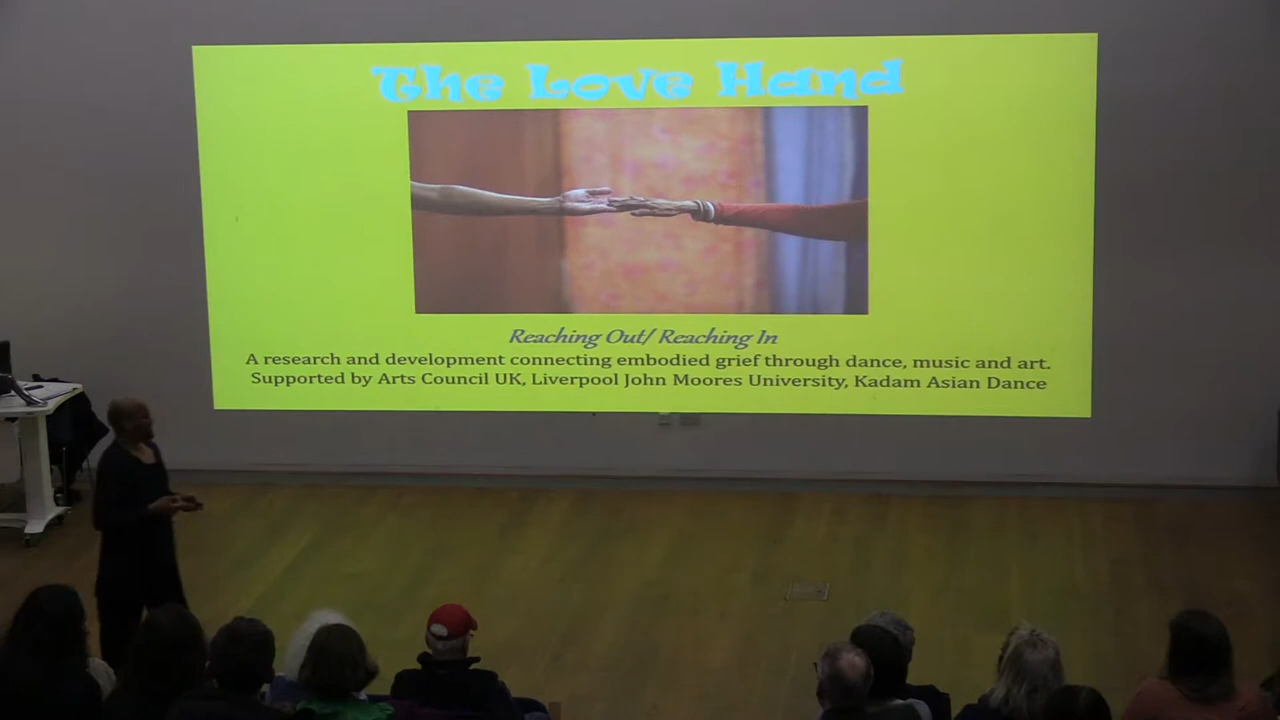 The Love Hand
Reaching Out/ Reaching In
A research and development connecting embodied grief through dance, music and art.
Supported by Arts Council UK, Liverpool John Moores University, Kadam Asian Dance